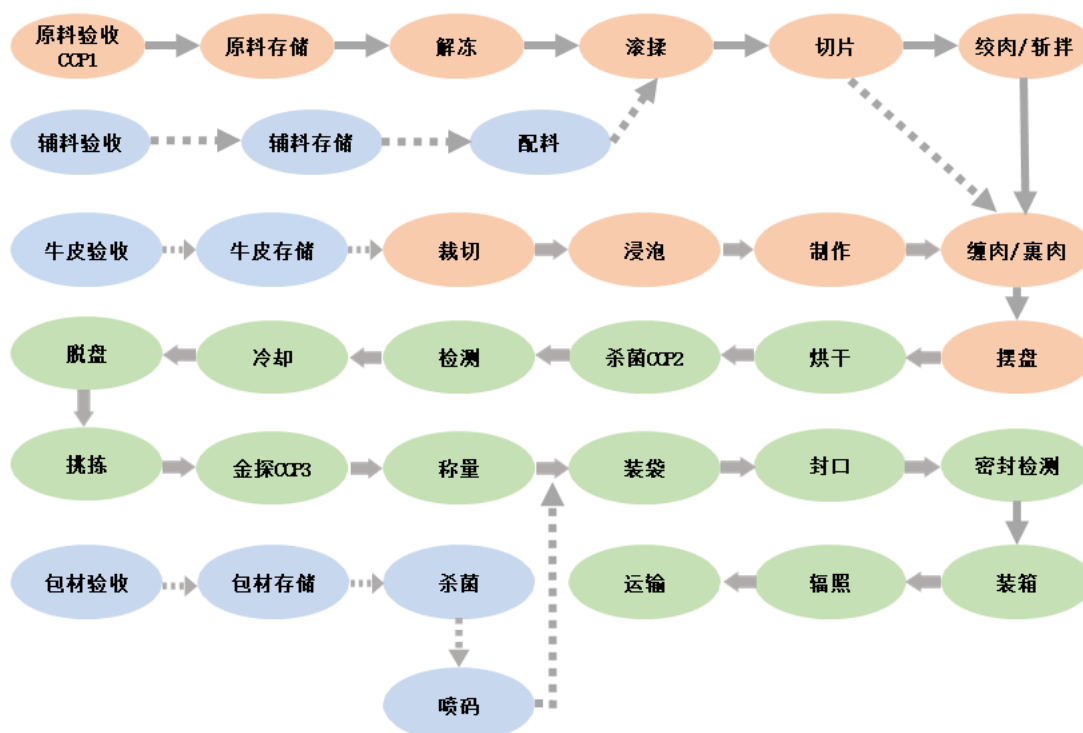 原料验收
CCP1
原料存储
解冻
滚揉
切片
绞肉/斩拌
辅料验收
辅料存储
配料
牛皮验收
牛皮存储
裁切
浸泡
制作
缠肉/裹肉
脱盘
冷却
检测
杀菌CCP2
烘干
摆盘
挑拣
金探CCP3
称量
装袋
封口
密封检测
包材验收
包材存储
杀菌
运输
辐照
装箱
喷码